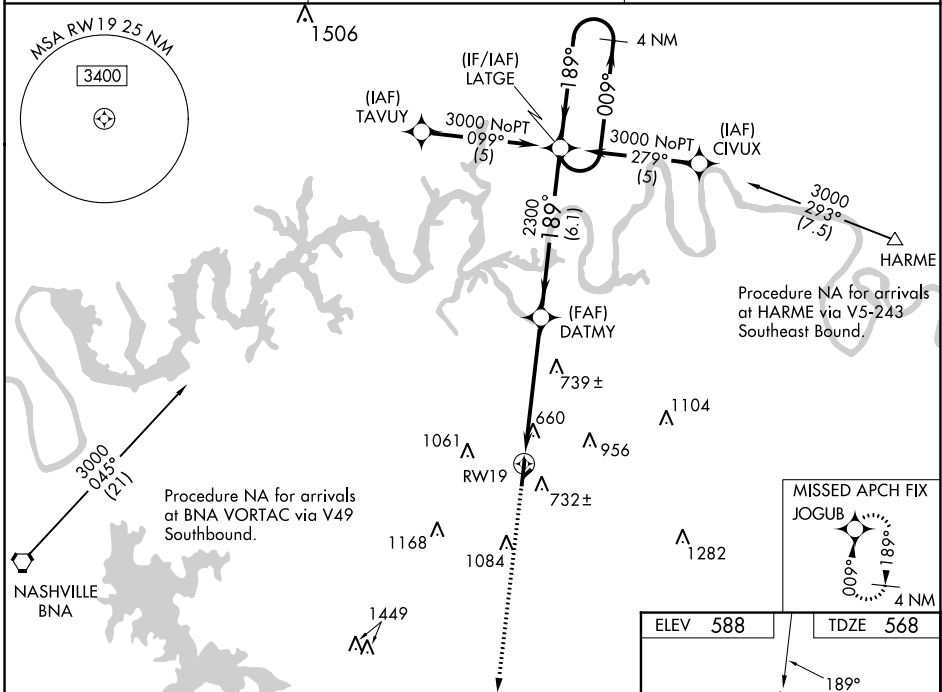 1506
MSA RW19 25 NM
3400
4 NM
189°
009°
(IF/IAF)
LATGE
(IAF)
TAVUY
3000 NoPT
099°
(5)
3000 NoPT
279°
(5)
(IAF)
CIVUX
3000
293°
(7.5)
HARME
2300
189°
(6.1)
Procedure NA for arrivals
at HARME via V5-243
Southeast Bound.
(FAF)
DATMY
739 ±
1104
660
956
1061
RW19
732 ±
3000
045°
(21)
Procedure NA for arrivals
at BNA VORTAC via V49
Southbound.
1168
1084
1282
NASHVILLE
BNA
1449
MISSED APCH FIX
JOGUB
009°
189°
4 NM
ELEV 588
TDZE 568
189°